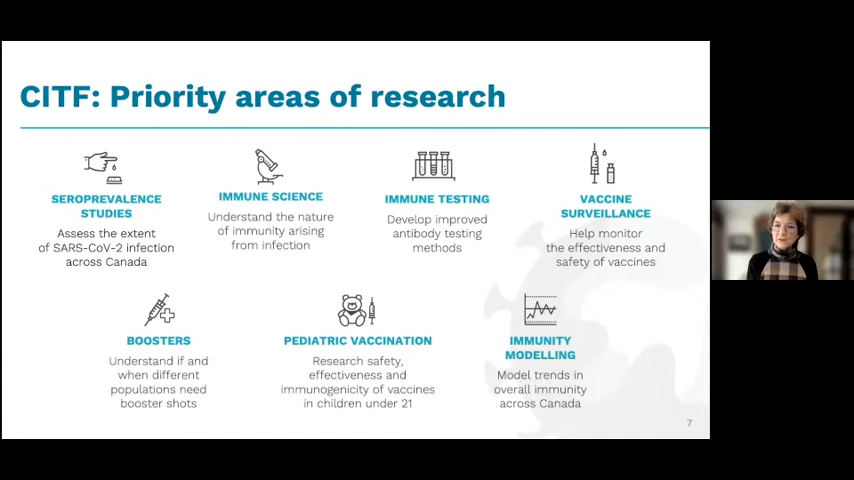 CITF: Priority areas of research
SEROPREVALENCE
STUDIES
Assess the extent
of SARS-CoV-2 infection
across Canada
IMMUNE SCIENCE
Understand the nature
of immunity arising
from infection
IMMUNE TESTING
Develop improved
antibody testing
methods
VACCINE
SURVEILLANCE
Help monitor
the effectiveness and
safety of vaccines
BOOSTERS
Understand if and
when different
populations need
booster shots
PEDIATRIC VACCINATION
Research safety,
effectiveness and
immunogenicity of vaccines
in children under 21
IMMUNITY
MODELLING
Model trends in
overall immunity
across Canada
7